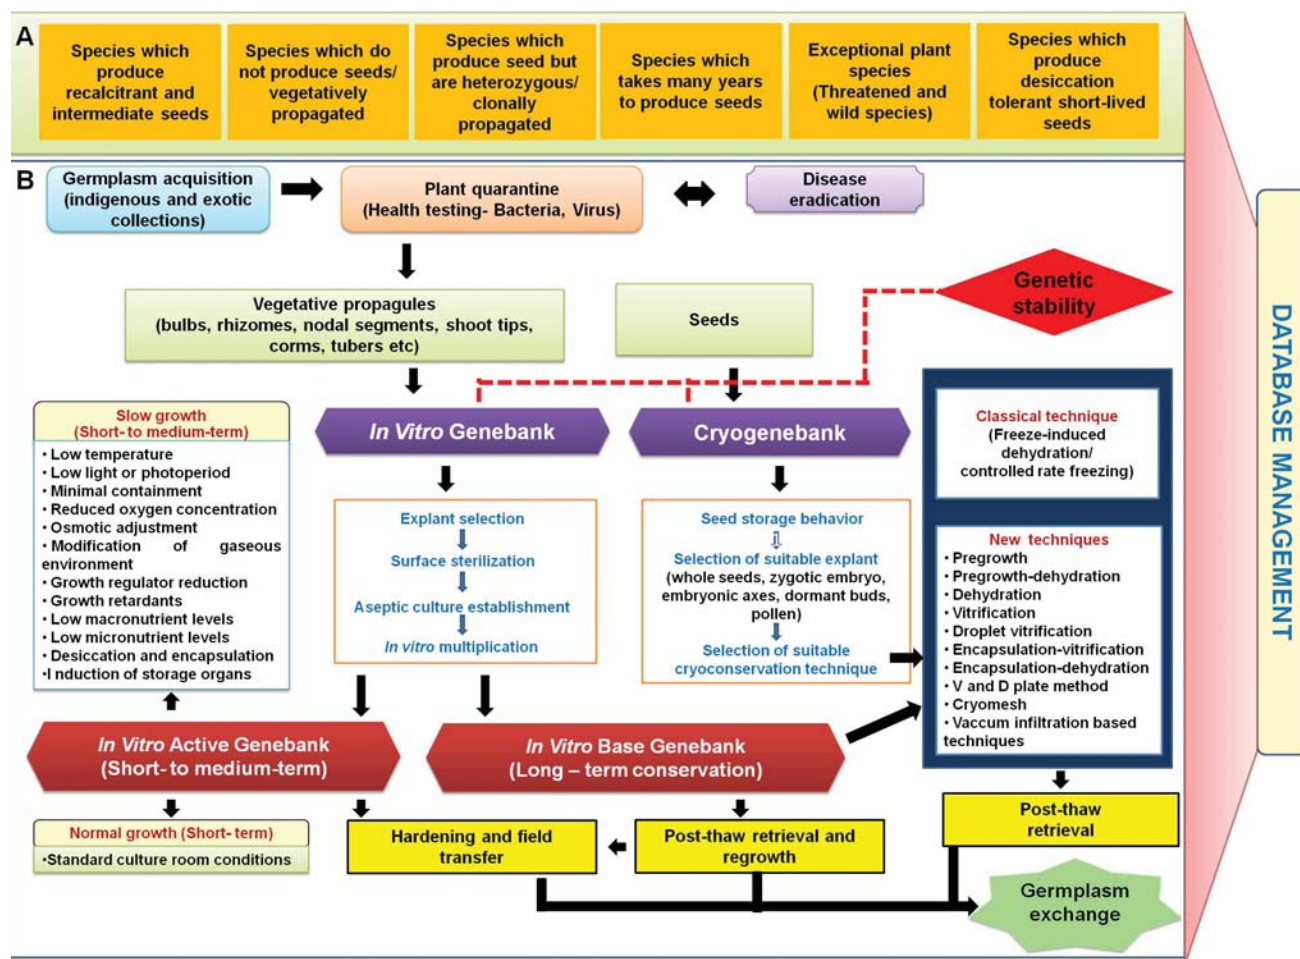 A
Species which
produce
recalcitrant and
intermediate seeds
Species which do
not produce seeds/
vegetatively
propagated
Species which
produce seed but
are heterozygous/
clonally
propagated
Species which
takes many years
to produce seeds
Exceptional plant
species
(Threatened and
wild species)
Species which
produce
desiccation
tolerant short-lived
seeds
B
Germplasm acquisition
(indigenous and exotic
collections)
Plant quarantine
(Health testing- Bacteria, Virus)
Disease
eradication
Vegetative propagules
(bulbs, rhizomes, nodal segments, shoot tips,
corms, tubers etc)
Seeds
Genetic
stability
Slow growth
(Short- to medium-term)
• Low temperature
• Low light or photoperiod
• Minimal containment
• Reduced oxygen concentration
• Osmotic adjustment
• Modification of gaseous
environment
• Growth regulator reduction
• Growth retardants
• Low macronutrient levels
• Low micronutrient levels
• Desiccation and encapsulation
•I nduction of storage organs
In Vitro Genebank
Cryogenebank
Explant selection
Surface sterilization
Aseptic culture establishment
In vitro multiplication
Seed storage behavior
Selection of suitable explant
(whole seeds, zygotic embryo,
embryonic axes, dormant buds,
pollen)
Selection of suitable
cryoconservation technique
Classical technique
(Freeze-induced
dehydration/
controlled rate freezing)
New techniques
• Pregrowth
• Pregrowth-dehydration
• Dehydration
• Vitrification
• Droplet vitrification
• Encapsulation-vitrification
• Encapsulation-dehydration
• V and D plate method
• Cryomesh
• Vaccum infiltration based
techniques
In Vitro Active Genebank
(Short- to medium-term)
In Vitro Base Genebank
(Long – term conservation)
Normal growth (Short- term)
•Standard culture room conditions
Hardening and field
transfer
Post-thaw retrieval and
regrowth
Post-thaw
retrieval
Germplasm
exchange
DATABASE MANAGEMENT